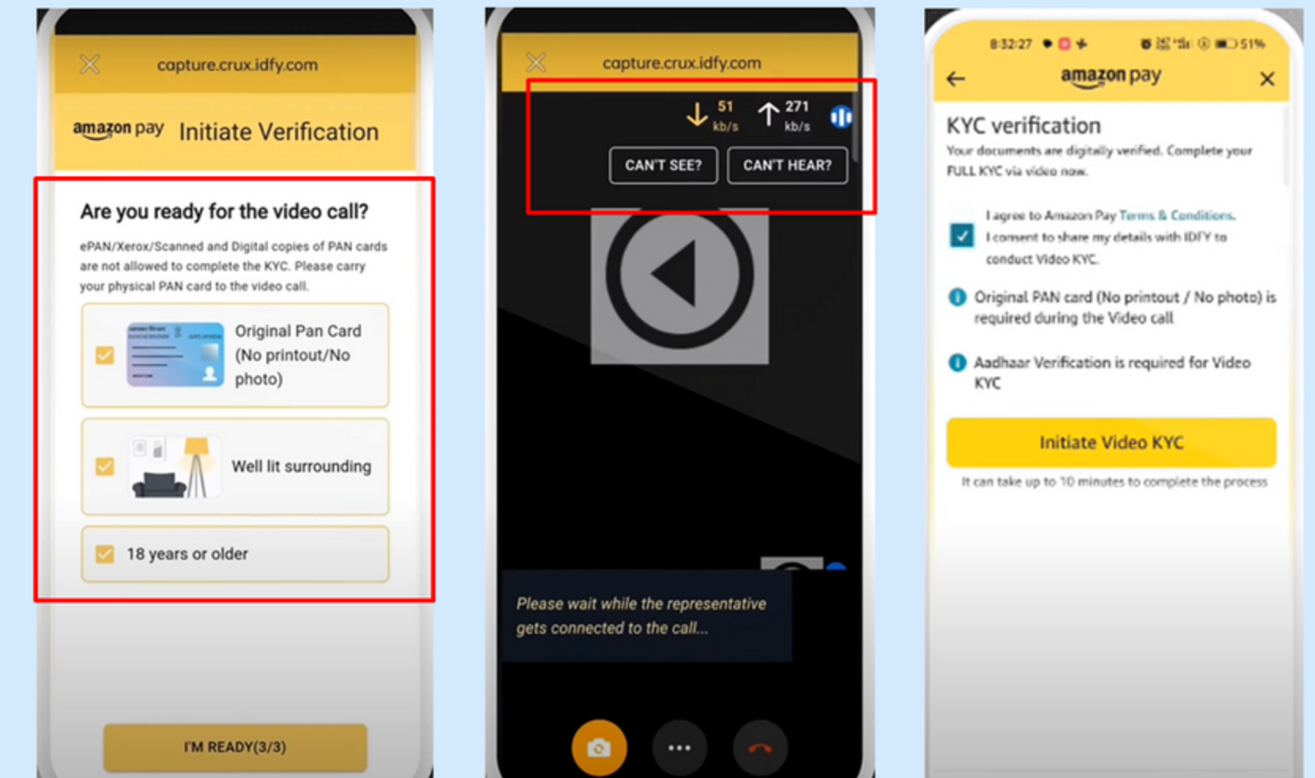 capture.crux.idfy.com
amazon pay Initiate Verification
Are you ready for the video call?
ePAN/Xerox/Scanned and Digital copies of PAN cards
are not allowed to complete the KYC. Please carry
your physical PAN card to the video call.
Original Pan Card
(No printout/No
photo)
Well lit surrounding
18 years or older
I'M READY(3/3)
capture.crux.idfy.com
51
kb/s
271
kb/s
CAN'T SEE?
CAN'T HEAR?
Please wait while the representative
gets connected to the call...
8:32:27
51%
amazon pay
KYC verification
Your documents are digitally verified. Complete your
FULL KYC via video now.
I agree to Amazon Pay Terms & Conditions.
I consent to share my details with IDFY to
conduct Video KYC.
Original PAN card (No printout / No photo) is
required during the Video call
Aadhaar Verification is required for Video
KYC
Initiate Video KYC
It can take up to 10 minutes to complete the process